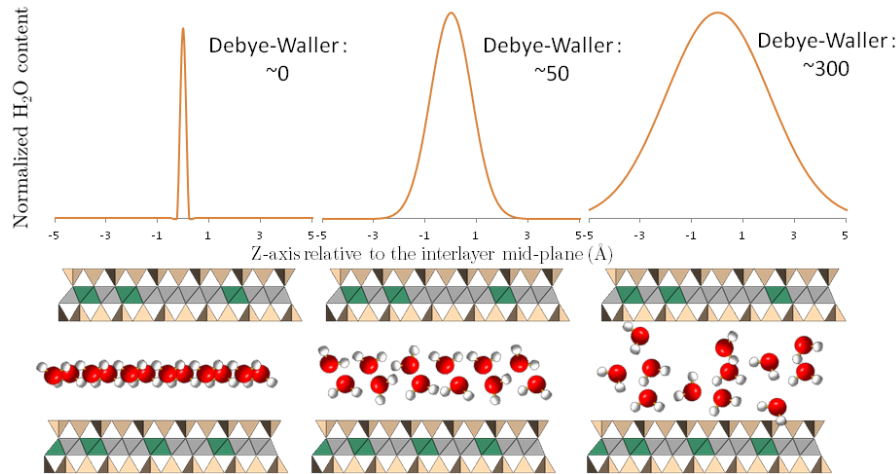 Normalized H₂O content
Debye-Waller:
~0
Debye-Waller:
~50
Debye-Waller:
~300
-5 -3 -1 1 3 5-5 -3 -1 1 3 5-5 -3 -1 1 3 5
Z-axis relative to the interlayer mid-plane (Å)